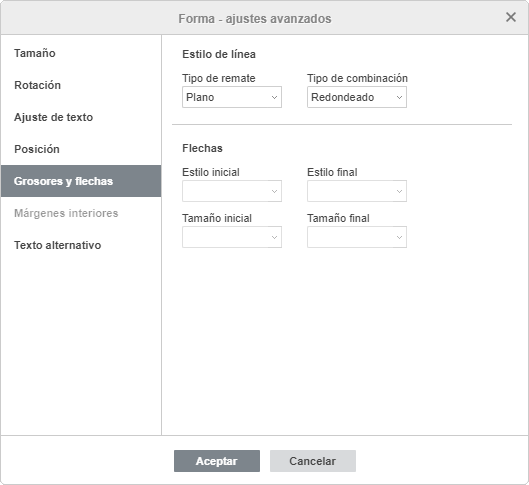 Forma - ajustes avanzados
Tamaño
Rotación
Ajuste de texto
Posición
Grosores y flechas
Márgenes interiores
Texto alternativo
Estilo de línea
Tipo de remate Tipo de combinación
Plano Redondeado
Flechas
Estilo inicial Estilo final
Tamaño inicial Tamaño final
Aceptar Cancelar